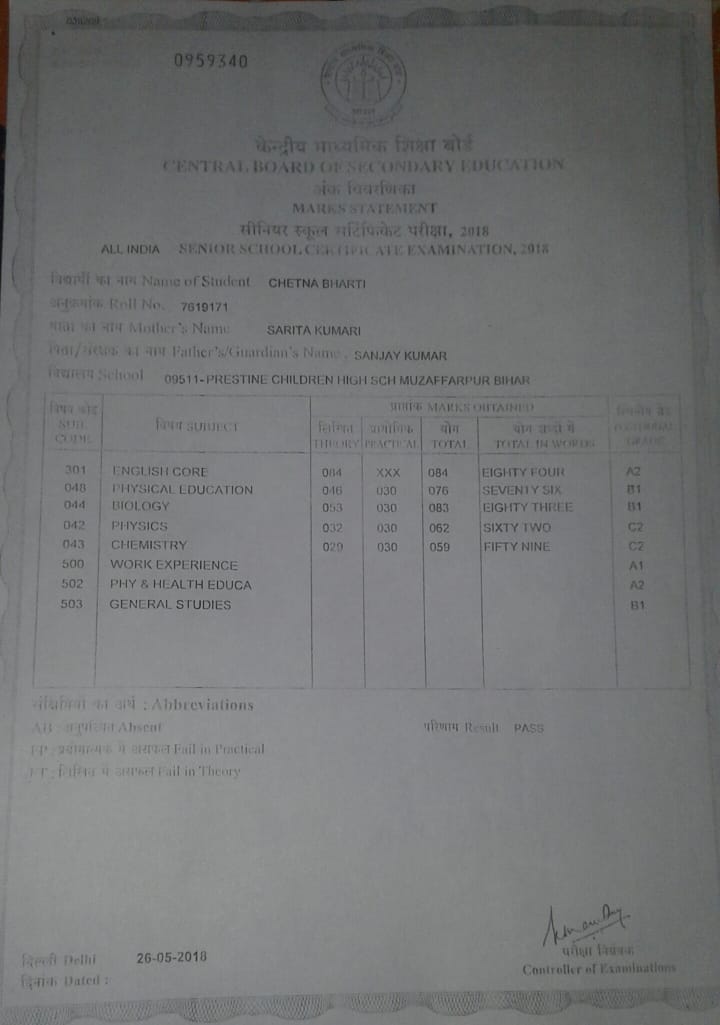 0959340
केन्द्रीय माध्यमिक शिक्षा बोर्ड
CENTRAL BOARD OF SECONDARY EDUCATION
अंक विवरणिका
MARKS STATEMENT
सीनियर स्कूल सर्टिफिकेट परीक्षा, 2018
ALL INDIA SENIOR SCHOOL CERTIFICATE EXAMINATION, 2018
विद्यार्थी का नाम Name of Student CHETNA BHARTI
अनुक्रमांक Roll No. 7619171
माता का नाम Mother's Name SARITA KUMARI
पिता/संरक्षक का नाम Father's/Guardian's Name SANJAY KUMAR
विद्यालय School 09511-PRESTINE CHILDREN HIGH SCH MUZAFFARPUR BIHAR
विषय कोड SUB. CODE विषय SUBJECT प्राप्तांक MARKS OBTAINED
लिखित THEORY प्रायोगिक PRACTICAL योग TOTAL योग शब्दों में TOTAL IN WORDS POSITIONAL GRADE
301 ENGLISH CORE 084 XXX 084 EIGHTY FOUR A2
048 PHYSICAL EDUCATION 046 030 076 SEVENTY SIX B1
044 BIOLOGY 053 030 083 EIGHTY THREE B1
042 PHYSICS 032 030 062 SIXTY TWO C2
043 CHEMISTRY 029 030 059 FIFTY NINE C2
500 WORK EXPERIENCE A1
502 PHY & HEALTH EDUCA A2
503 GENERAL STUDIES B1
संक्षिप्तियों का अर्थ : Abbreviations
AB : अनुपस्थित Absent परिणाम Result PASS
FP : प्रयोगात्मक में असफल Fail in Practical
FT : लिखित में असफल Fail in Theory
दिल्ली Delhi 26-05-2018
दिनांक Dated :
परीक्षा नियंत्रक
Controller of Examinations